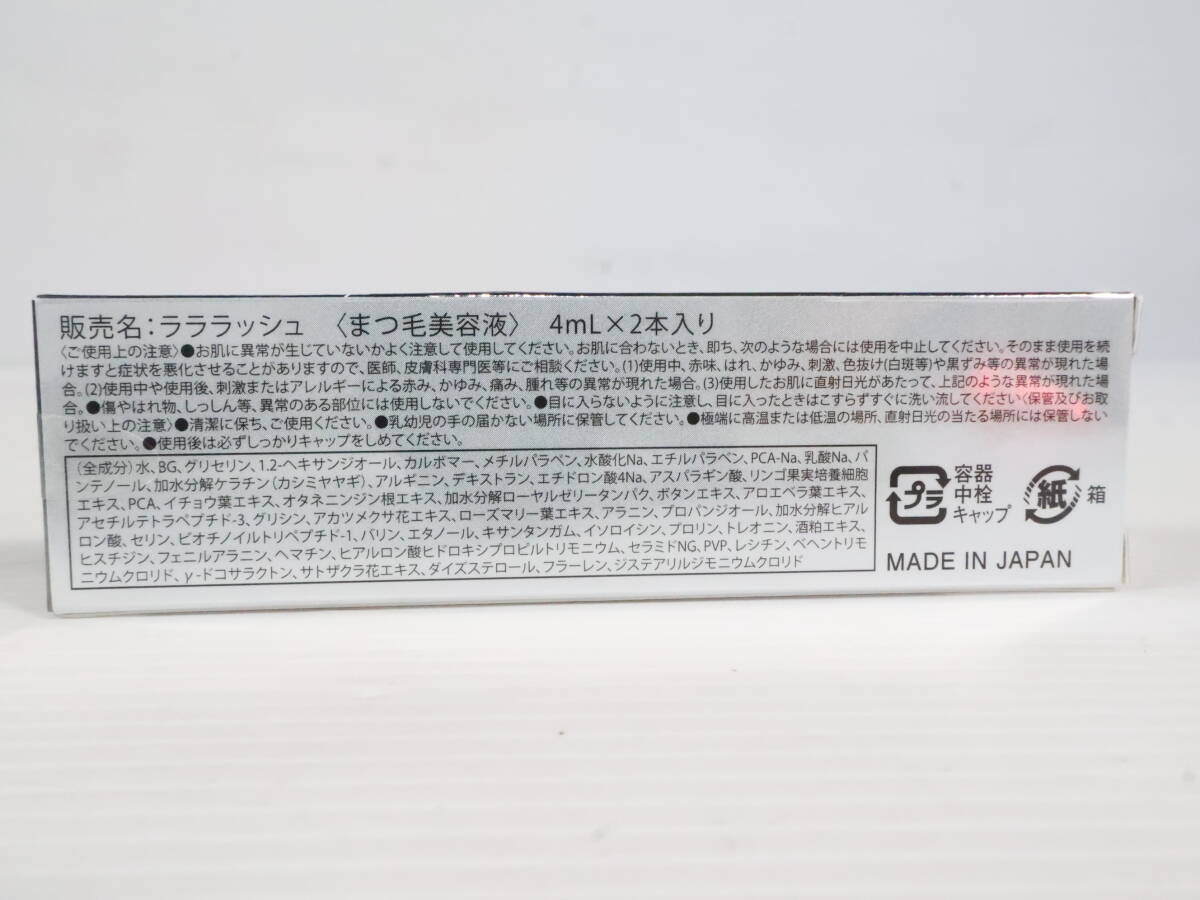 販売名：ラララッシュ 〈まつ毛美容液〉 4mL×2本入り
〈ご使用上の注意〉●お肌に異常が生じていないかよく注意して使用してください。お肌に合わないとき、即ち、次のような場合には使用を中止してください。そのまま使用を続
けますと症状を悪化させることがありますので、医師、皮膚科専門医等にご相談ください。(1)使用中、赤味、はれ、かゆみ、刺激、色抜け(白斑等)や黒ずみ等の異常が現れた場
合。(2)使用中や使用後、刺激またはアレルギーによる赤み、かゆみ、痛み、腫れ等の異常が現れた場合。(3)使用したお肌に直射日光があたって、上記のような異常が現れた場
合。●傷やはれ物、しっしん等、異常のある部位には使用しないでください。●目に入らないように注意し、目に入ったときはこすらずすぐに洗い流してください〈保管及びお取
り扱い上の注意〉●清潔に保ち、ご使用ください。●乳幼児の手の届かない場所に保管してください。●極端に高温または低温の場所、直射日光の当たる場所には保管しない
でください。●使用後は必ずしっかりキャップをしめてください。
(全成分)水、BG、グリセリン、1.2-ヘキサンジオール、カルボマー、メチルパラベン、水酸化Na、エチルパラベン、PCA-Na、乳酸Na、パ
ンテノール、加水分解ケラチン(カシミヤヤギ)、アルギニン、デキストラン、エチドロン酸4Na、アスパラギン酸、リンゴ果実培養細胞
エキス、PCA、イチョウ葉エキス、オタネニンジン根エキス、加水分解ローヤルゼリータンパク、ボタンエキス、アロエベラ葉エキス、
アセチルテトラペプチド-3、グリシン、アカツメクサ花エキス、ローズマリー葉エキス、アラニン、プロパンジオール、加水分解ヒアル
ロン酸、セリン、ビオチノイルトリペプチド-1、バリン、エタノール、キサンタンガム、イソロイシン、プロリン、トレオニン、酒粕エキス、
ヒスチジン、フェニルアラニン、ヘマチン、ヒアルロン酸ヒドロキシプロピルトリモニウム、セラミドNG、PVP、レシチン、ベヘントリモ
ニウムクロリド、γ-ドコサラクトン、サトザクラ花エキス、ダイズステロール、フラーレン、ジステアリルジモニウムクロリド
プラ
容器
中栓
キャップ
紙
箱
MADE IN JAPAN